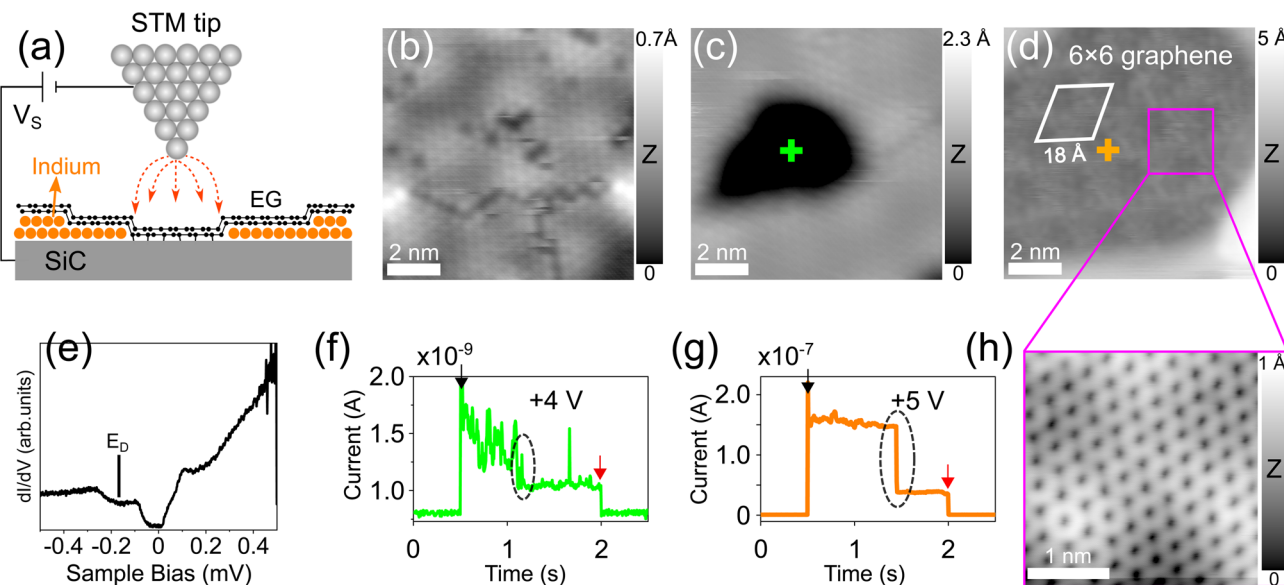 (a)
STM tip
V_S
Indium
EG
SiC
(b)
2 nm
0.7Å
Z
0
(c)
2 nm
2.3 Å
Z
0
(d)
6×6 graphene
18 Å
2 nm
5 Å
Z
0
(e)
dI/dV (arb.units)
E_D
-0.4 -0.2 0 0.2 0.4
Sample Bias (mV)
(f)
x10^-9
+4 V
Current (A)
2.0
1.5
1.0
0 1 2
Time (s)
(g)
x10^-7
+5 V
Current (A)
2.0
1.0
0
0 1 2
Time (s)
(h)
1 nm
1 Å
Z
0